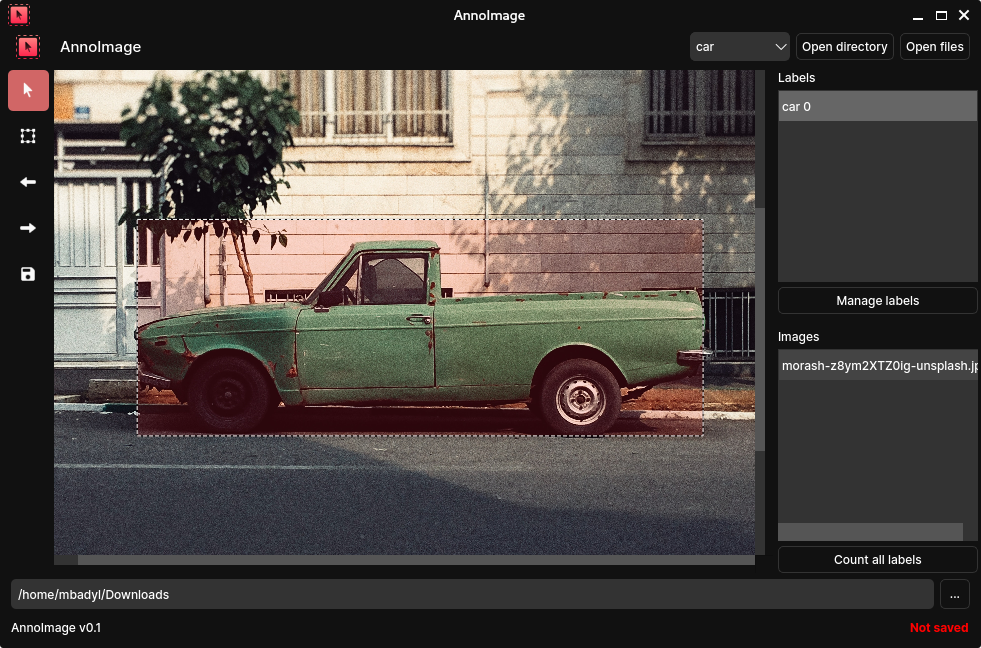 AnnoImage
AnnoImage
car
Open directory
Open files
Labels
car 0
Manage labels
Images
morash-z8ym2XTZ0ig-unsplash.jp
Count all labels
/home/mbadyl/Downloads
...
AnnoImage v0.1
Not saved